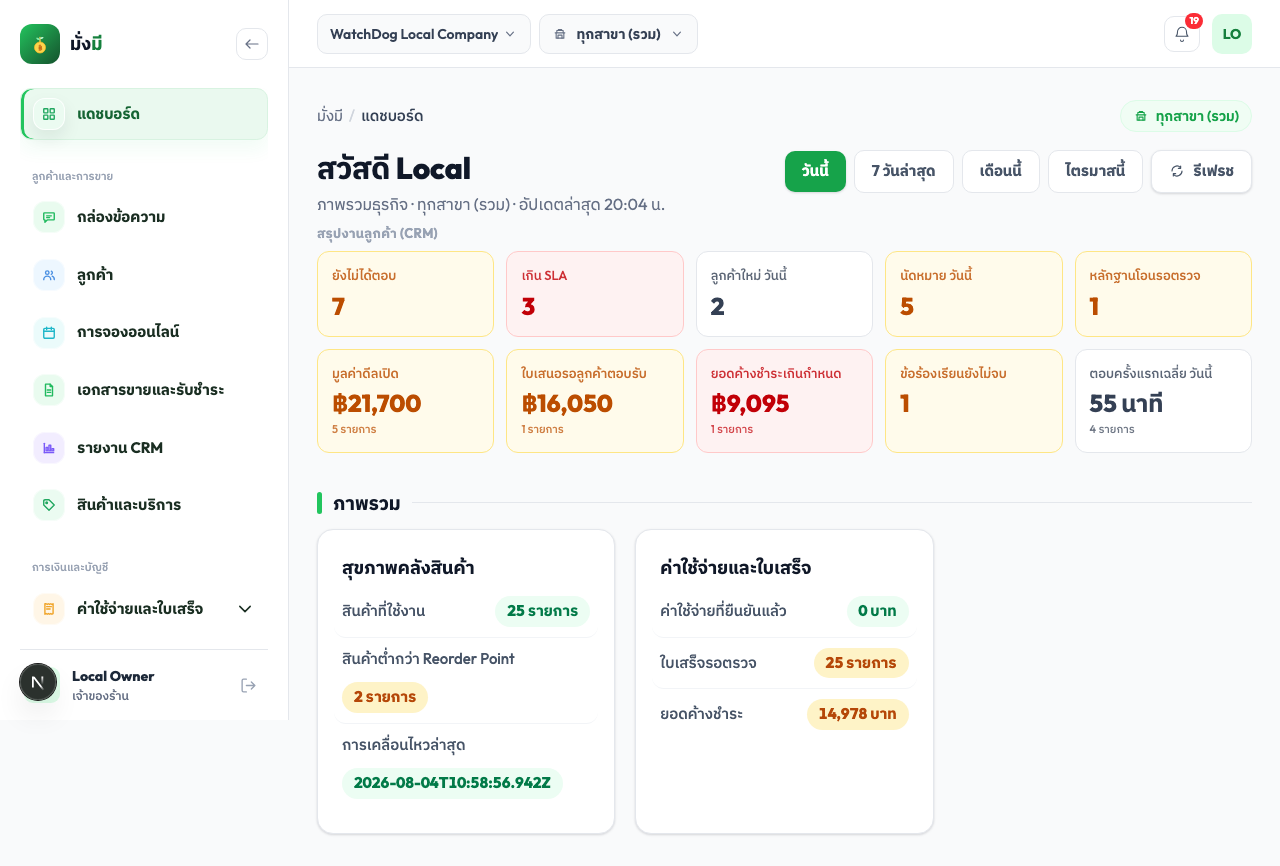 มั่งมี
แดชบอร์ด
ลูกค้าและการขาย
กล่องข้อความ
ลูกค้า
การจองออนไลน์
เอกสารขายและรับชำระ
รายงาน CRM
สินค้าและบริการ
การเงินและบัญชี
ค่าใช้จ่ายและใบเสร็จ
N
Local Owner
เจ้าของร้าน
WatchDog Local Company
ทุกสาขา (รวม)
19
LO
มั่งมี / แดชบอร์ด
ทุกสาขา (รวม)
สวัสดี Local
วันนี้
7 วันล่าสุด
เดือนนี้
ไตรมาสนี้
รีเฟรช
ภาพรวมธุรกิจ · ทุกสาขา (รวม) · อัปเดตล่าสุด 20:04 น.
สรุปงานลูกค้า (CRM)
ยังไม่ได้ตอบ
7
เกิน SLA
3
ลูกค้าใหม่ วันนี้
2
นัดหมาย วันนี้
5
หลักฐานโอนรอตรวจ
1
มูลค่าดีลเปิด
฿21,700
5 รายการ
ใบเสนอรอลูกค้าตอบรับ
฿16,050
1 รายการ
ยอดค้างชำระเกินกำหนด
฿9,095
1 รายการ
ข้อร้องเรียนยังไม่จบ
1
ตอบครั้งแรกเฉลี่ย วันนี้
55 นาที
4 รายการ
ภาพรวม
สุขภาพคลังสินค้า
สินค้าที่ใช้งาน
25 รายการ
สินค้าต่ำกว่า Reorder Point
2 รายการ
การเคลื่อนไหวล่าสุด
2026-08-04T10:58:56.942Z
ค่าใช้จ่ายและใบเสร็จ
ค่าใช้จ่ายที่ยืนยันแล้ว
0 บาท
ใบเสร็จรอตรวจ
25 รายการ
ยอดค้างชำระ
14,978 บาท